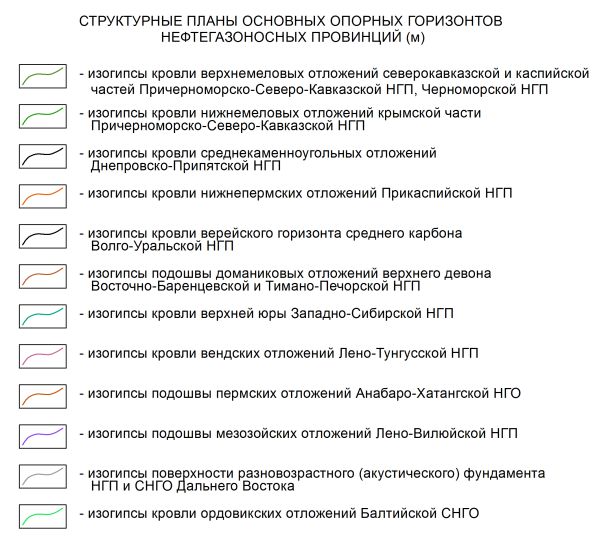 СТРУКТУРНЫЕ ПЛАНЫ ОСНОВНЫХ ОПОРНЫХ ГОРИЗОНТОВ
НЕФТЕГАЗОНОСНЫХ ПРОВИНЦИЙ (м)
- изогипсы кровли верхнемеловых отложений северокавказской и каспийской
частей Причерноморско-Северо-Кавказской НГП, Черноморской НГП
- изогипсы кровли нижнемеловых отложений крымской части
Причерноморско-Северо-Кавказской НГП
- изогипсы кровли среднекаменноугольных отложений
Днепровско-Припятской НГП
- изогипсы кровли нижнепермских отложений Прикаспийской НГП
- изогипсы кровли верейского горизонта среднего карбона
Волго-Уральской НГП
- изогипсы подошвы доманиковых отложений верхнего девона
Восточно-Баренцевской и Тимано-Печорской НГП
- изогипсы кровли верхней юры Западно-Сибирской НГП
- изогипсы кровли вендских отложений Лено-Тунгусской НГП
- изогипсы подошвы пермских отложений Анабаро-Хатангской НГО
- изогипсы подошвы мезозойских отложений Лено-Вилюйской НГП
- изогипсы поверхности разновозрастного (акустического) фундамента
НГП и СНГО Дальнего Востока
- изогипсы кровли ордовикских отложений Балтийской СНГО